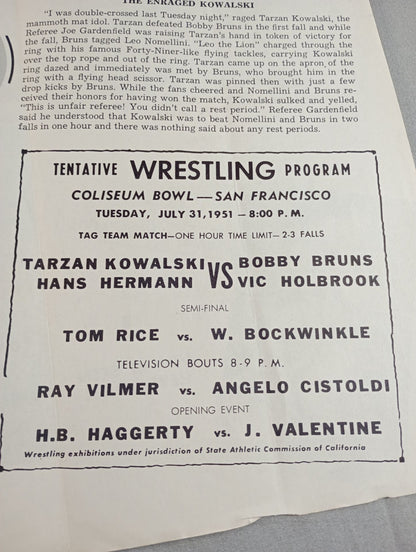 THE ENRAGED KOWALSKI
"I was double-crossed last Tuesday night," raged Tarzan Kowalski, the
mammoth mat idol. Tarzan defeated Bobby Bruns in the first fall and while
Referee Joe Gardenfield was raising Tarzan's hand in token of victory for
the fall, Bruns tagged Leo Nomellini. "Leo the Lion" charged through the
ring with his famous Forty-Niner-like flying tackles, carrying Kowalski
over the top rope and out of the ring. Tarzan came up on the apron of the
ring dazed and immediately was met by Bruns, who brought him in the
ring with a flying head scissor. Tarzan was pinned then with just a few
drop kicks by Bruns. While the fans cheered and Nomellini and Bruns re-
ceived their honors for having won the match, Kowalski sulked and yelled,
"This is unfair referee! You didn't call a rest period." Referee Gardenfield
said he understood that Kowalski was to beat Nomellini and Bruns in two
falls in one hour and there was nothing said about any rest periods.
TENTATIVE WRESTLING PROGRAM
COLISEUM BOWL — SAN FRANCISCO
TUESDAY, JULY 31, 1951 – 8:00 P. M.
TAG TEAM MATCH—ONE HOUR TIME LIMIT— 2-3 FALLS
TARZAN KOWALSKI VS BOBBY BRUNS
HANS HERMANN VIC HOLBROOK
SEMI-FINAL
TOM RICE vs. W. BOCKWINKLE
TELEVISION BOUTS 8-9 P. M.
RAY VILMER vs. ANGELO CISTOLDI
OPENING EVENT
H.B. HAGGERTY vs. J. VALENTINE
Wrestling exhibitions under jurisdiction of State Athletic Commission of California